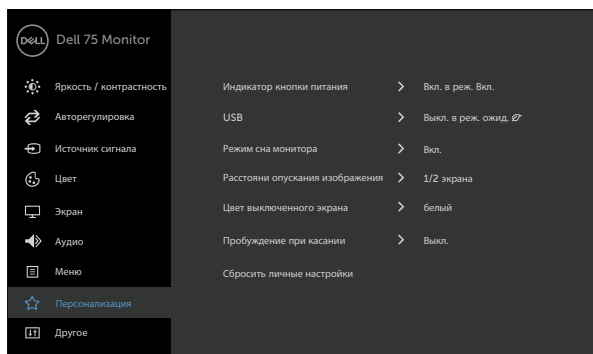 DELL Dell 75 Monitor
Яркость / контрастность
Авторегулировка
Источник сигнала
Цвет
Экран
Аудио
Меню
Персонализация
Другое
Индикатор кнопки питания Вкл. в реж. Вкл.
USB Выкл. в реж. ожид.
Режим сна монитора Вкл.
Расстояни опускания изображения 1/2 экрана
Цвет выключенного экрана белый
Пробуждение при касании Выкл.
Сбросить личные настройки